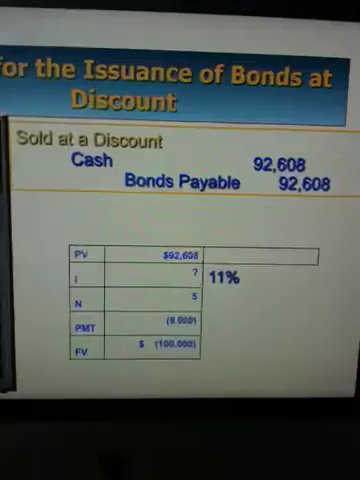 for the Issuance of Bonds at
Discount
Sold at a Discount
Cash 92,608
Bonds Payable 92,608
PV $92,608
I ? 11%
N 5
PMT (9,000)
FV $ (100,000)